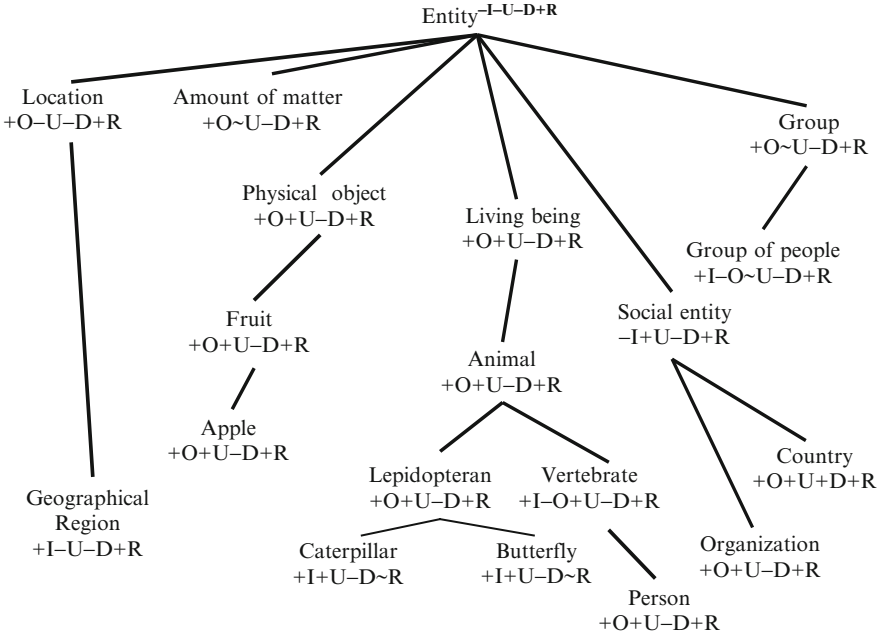 Entity–I–U–D+R
Location
+O–U–D+R
Amount of matter
+O~U–D+R
Group
+O~U–D+R
Physical object
+O+U–D+R
Living being
+O+U–D+R
Group of people
+I–O~U–D+R
Fruit
+O+U–D+R
Social entity
–I+U–D+R
Animal
+O+U–D+R
Apple
+O+U–D+R
Country
+O+U+D+R
Lepidopteran
+O+U–D+R
Vertebrate
+I–O+U–D+R
Geographical
Region
+I–U–D+R
Caterpillar
+I+U–D~R
Butterfly
+I+U–D~R
Organization
+O+U–D+R
Person
+O+U–D+R